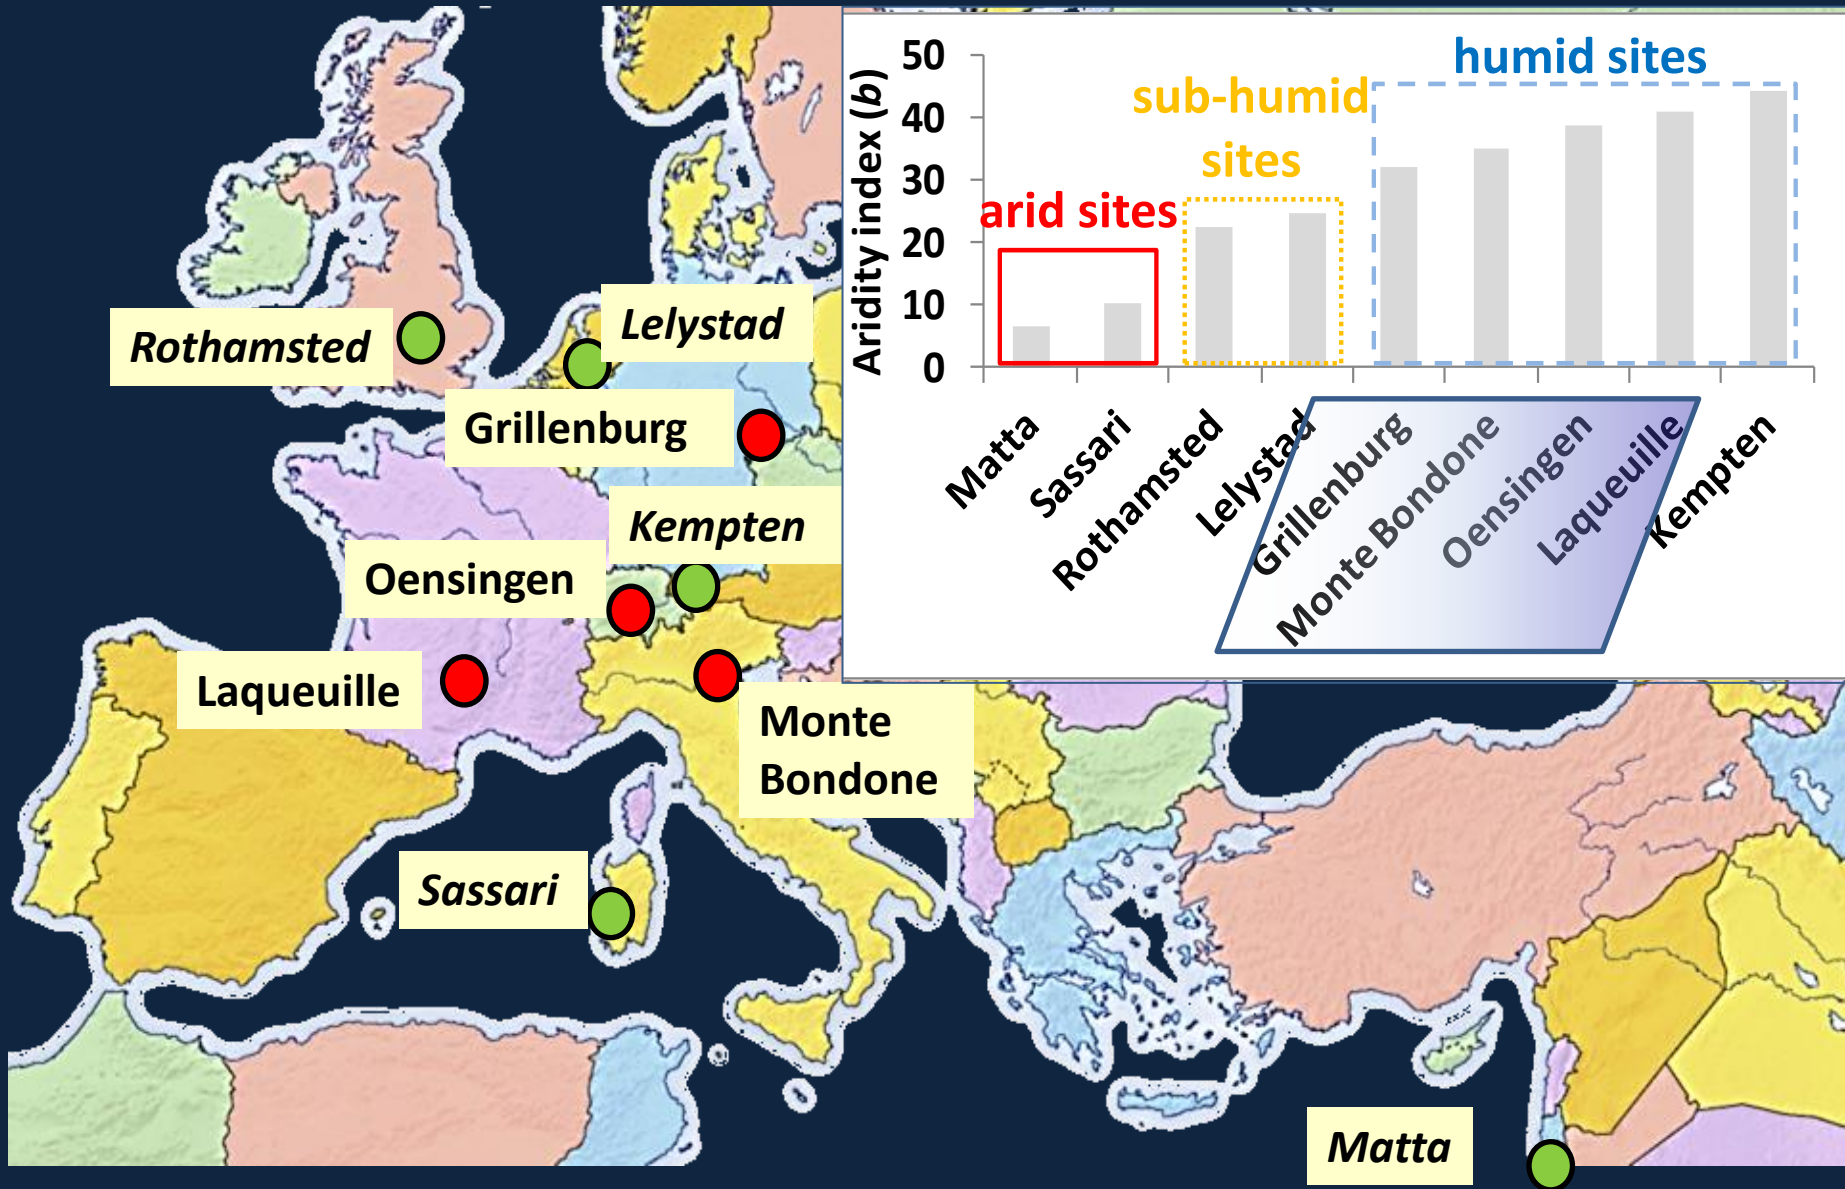 50
40
30
20
10
0
Aridity index (b)
humid sites
sub-humid
sites
arid sites
Matta
Sassari
Rothamsted
Lelystad
Grillenburg
Monte Bondone
Oensingen
Laqueuille
Kempten
Rothamsted
Lelystad
Grillenburg
Kempten
Oensingen
Laqueuille
Monte
Bondone
Sassari
Matta